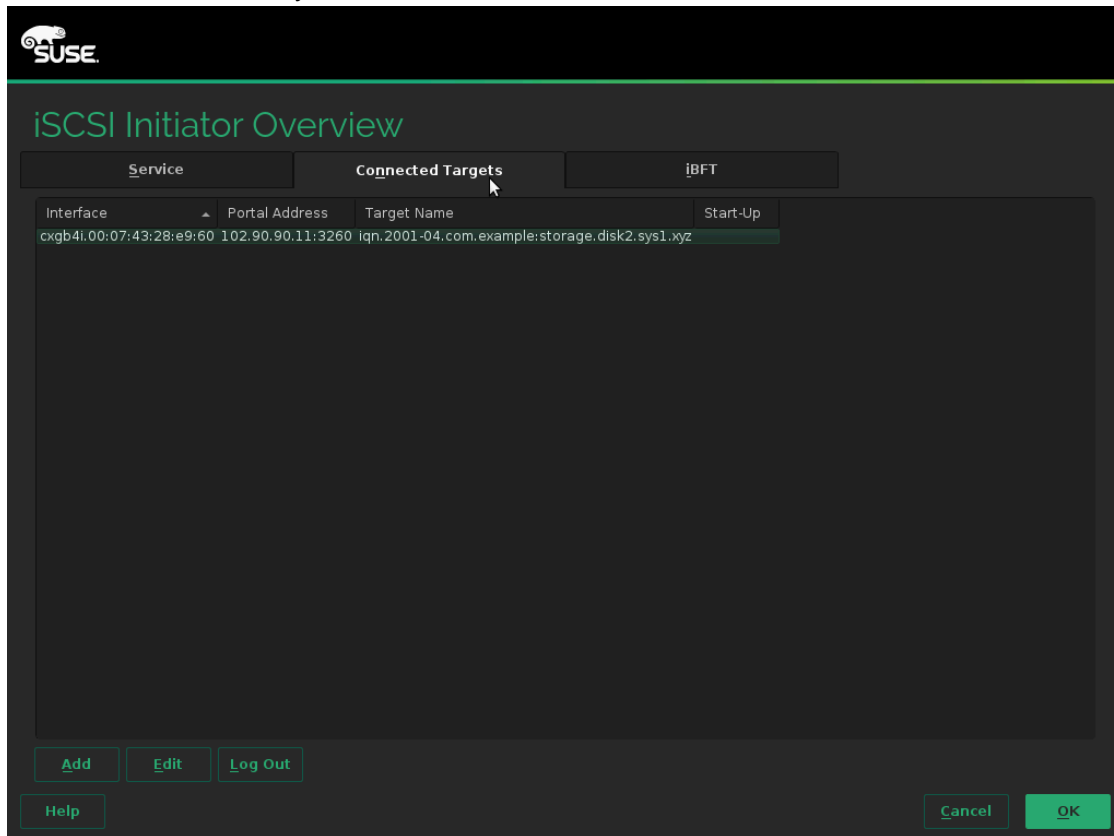 SUSE.
iSCSI Initiator Overview
Service Connected Targets iBFT
Interface Portal Address Target Name Start-Up
cxgb4i.00:07:43:28:e9:60 102.90.90.11:3260 iqn.2001-04.com.example:storage.disk2.sys1.xyz
Add Edit Log Out
Help Cancel OK